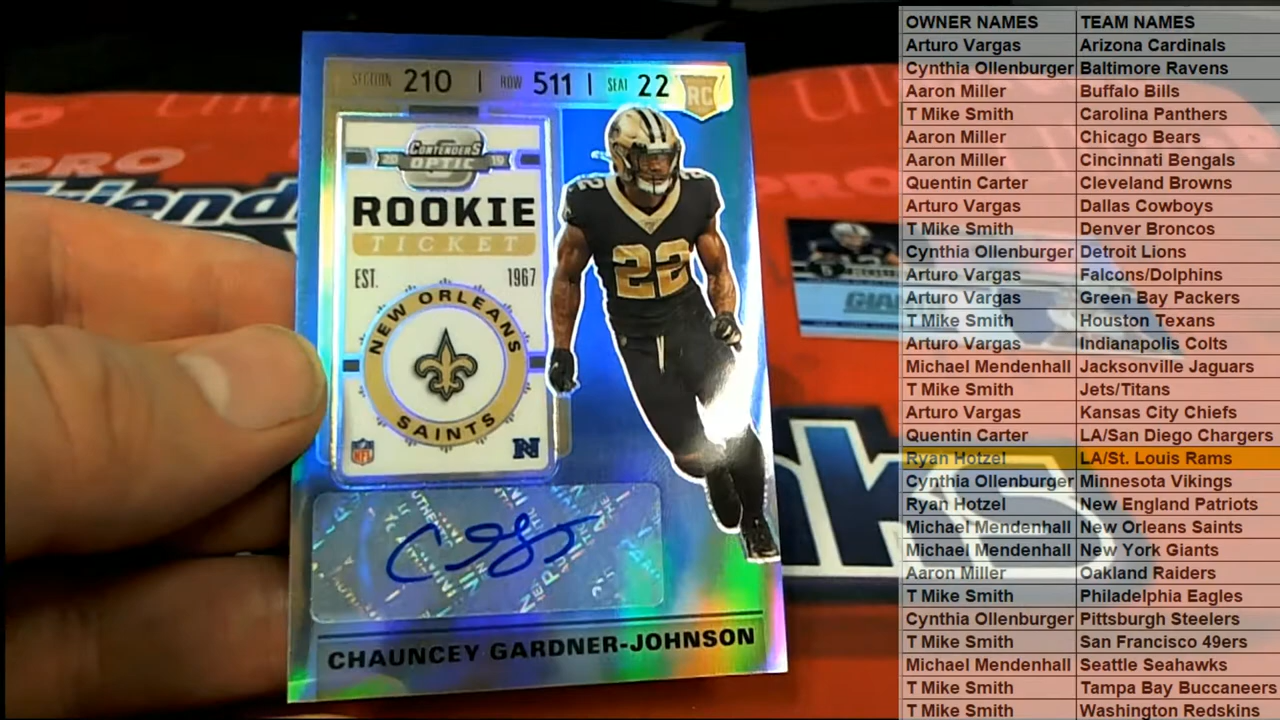 SECTION 210 | ROW 511 | SEAT 22
RC
CONTENDERS
20 OPTIC 19
ROOKIE
TICKET
EST. 1967
NEW ORLEANS
SAINTS
NFL
N
22
22
CHAUNCEY GARDNER-JOHNSON
PRO
PRO
Friend
GIAN
OWNER NAMES TEAM NAMES
Arturo Vargas Arizona Cardinals
Cynthia Ollenburger Baltimore Ravens
Aaron Miller Buffalo Bills
T Mike Smith Carolina Panthers
Aaron Miller Chicago Bears
Aaron Miller Cincinnati Bengals
Quentin Carter Cleveland Browns
Arturo Vargas Dallas Cowboys
T Mike Smith Denver Broncos
Cynthia Ollenburger Detroit Lions
Arturo Vargas Falcons/Dolphins
Arturo Vargas Green Bay Packers
T Mike Smith Houston Texans
Arturo Vargas Indianapolis Colts
Michael Mendenhall Jacksonville Jaguars
T Mike Smith Jets/Titans
Arturo Vargas Kansas City Chiefs
Quentin Carter LA/San Diego Chargers
Ryan Hotzel LA/St. Louis Rams
Cynthia Ollenburger Minnesota Vikings
Ryan Hotzel New England Patriots
Michael Mendenhall New Orleans Saints
Michael Mendenhall New York Giants
Aaron Miller Oakland Raiders
T Mike Smith Philadelphia Eagles
Cynthia Ollenburger Pittsburgh Steelers
T Mike Smith San Francisco 49ers
Michael Mendenhall Seattle Seahawks
T Mike Smith Tampa Bay Buccaneers
T Mike Smith Washington Redskins